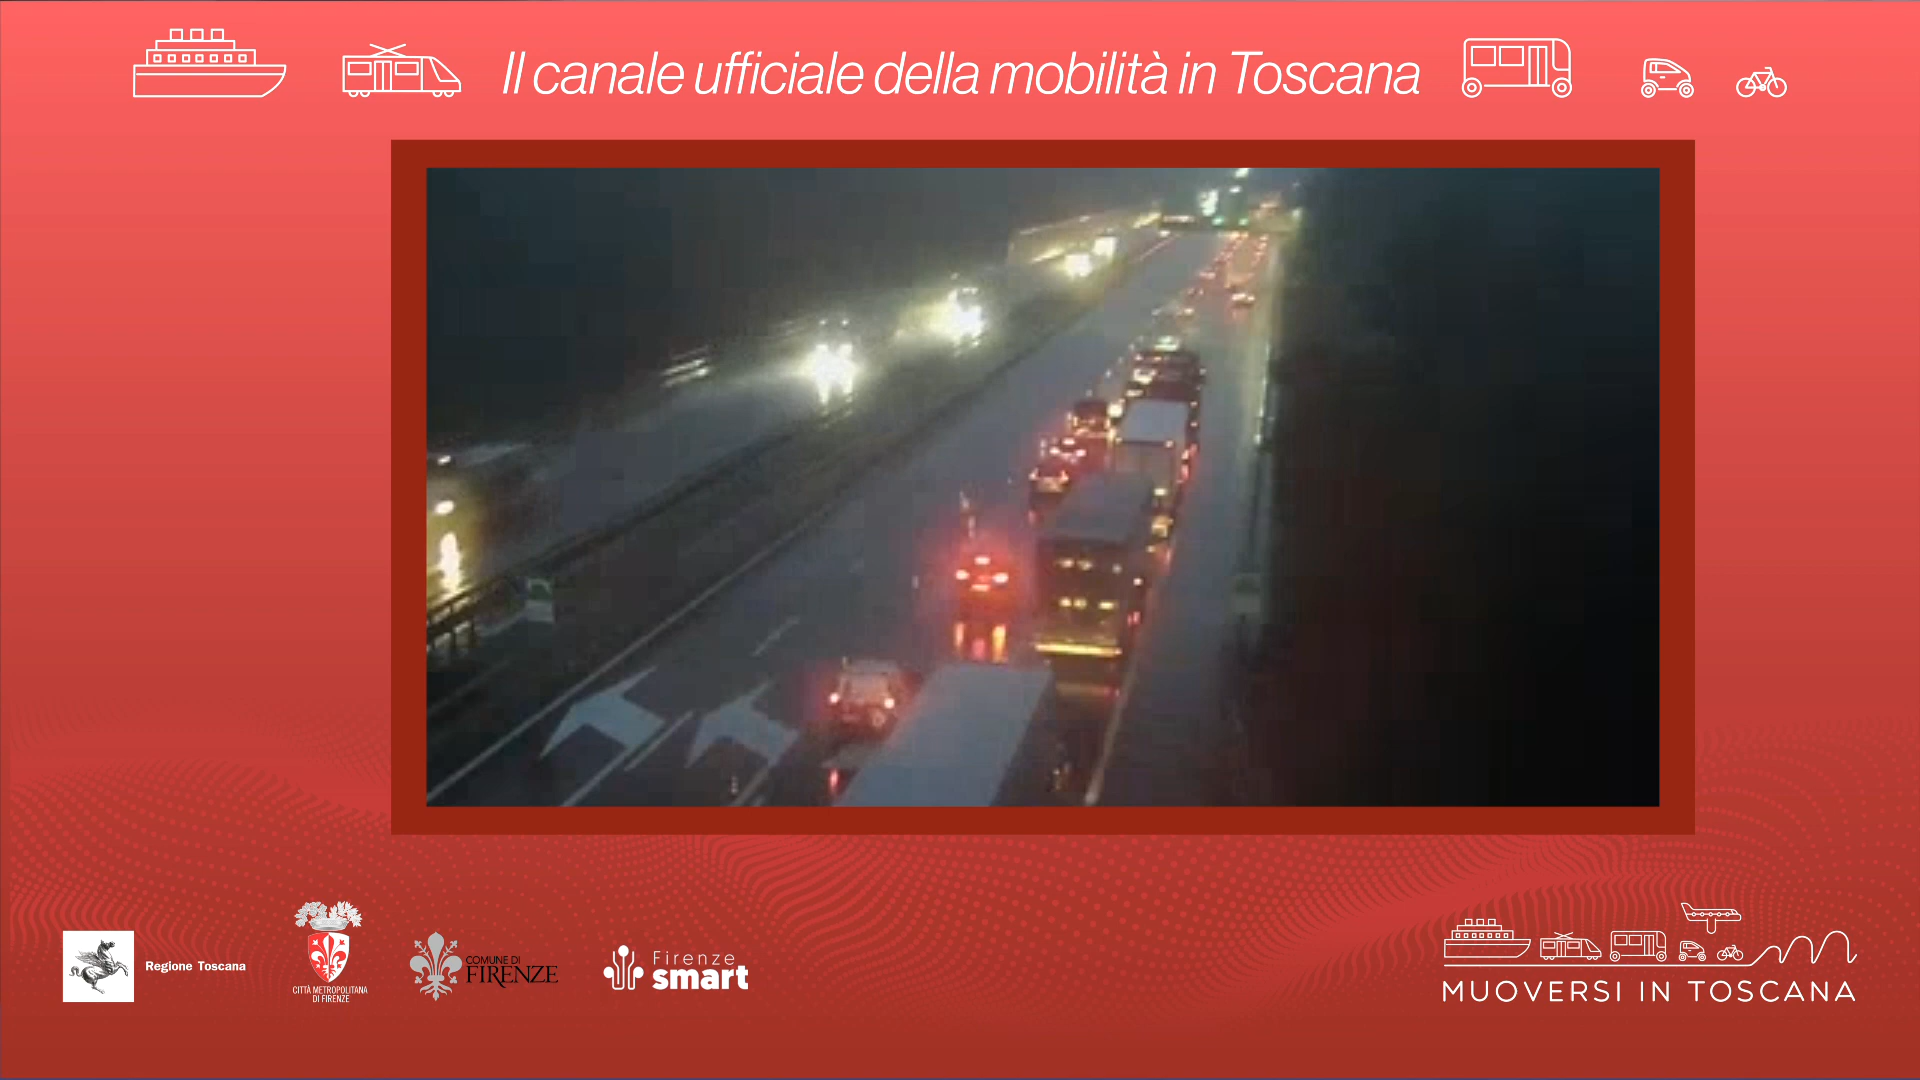 Il canale ufficiale della mobilità in Toscana
Regione Toscana
CITTÀ METROPOLITANA
DI FIRENZE
COMUNE DI
FIRENZE
Firenze
smart
MUOVERSI IN TOSCANA